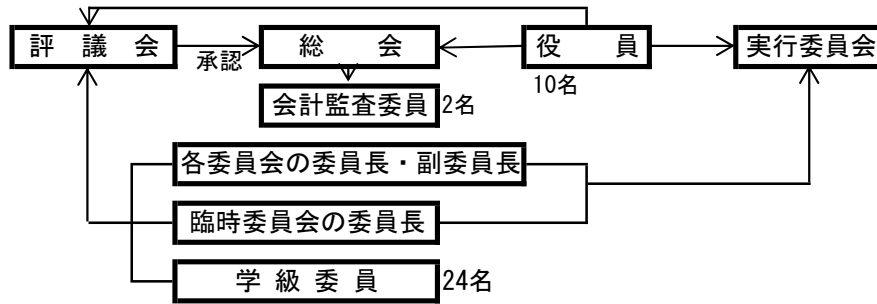 評 議 会
承認
総 会
役 員
実行委員会
10名
会計監査委員
2名
各委員会の委員長・副委員長
臨時委員会の委員長
学 級 委 員
24名